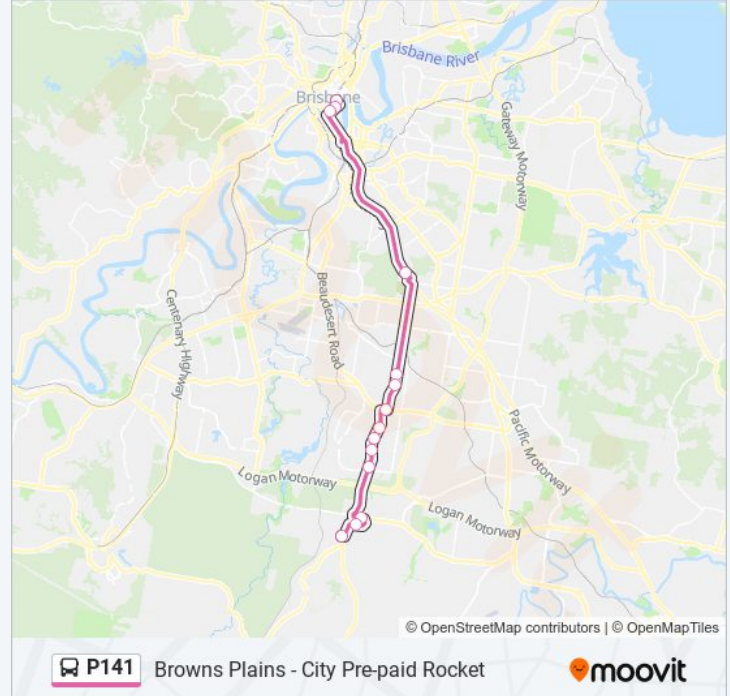 Brisbane River
Brisbane
Gateway Motorway
Centenary Highway
Beaudesert Road
Pacific Motorway
Logan Motorway
Logan Motorway
© OpenStreetMap contributors | © OpenMapTiles
P141 Browns Plains - City Pre-paid Rocket moovit